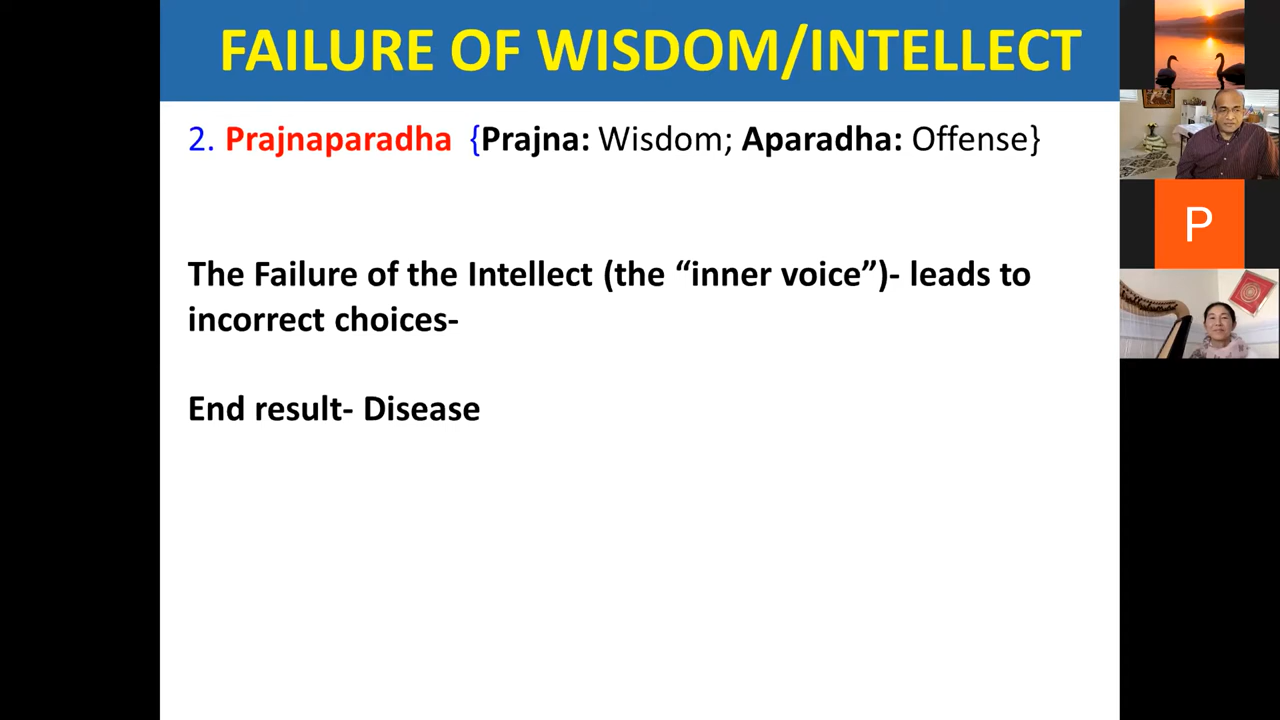 FAILURE OF WISDOM/INTELLECT
2. Prajnaparadha {Prajna: Wisdom; Aparadha: Offense}
The Failure of the Intellect (the “inner voice”)- leads to
incorrect choices-
End result- Disease
P